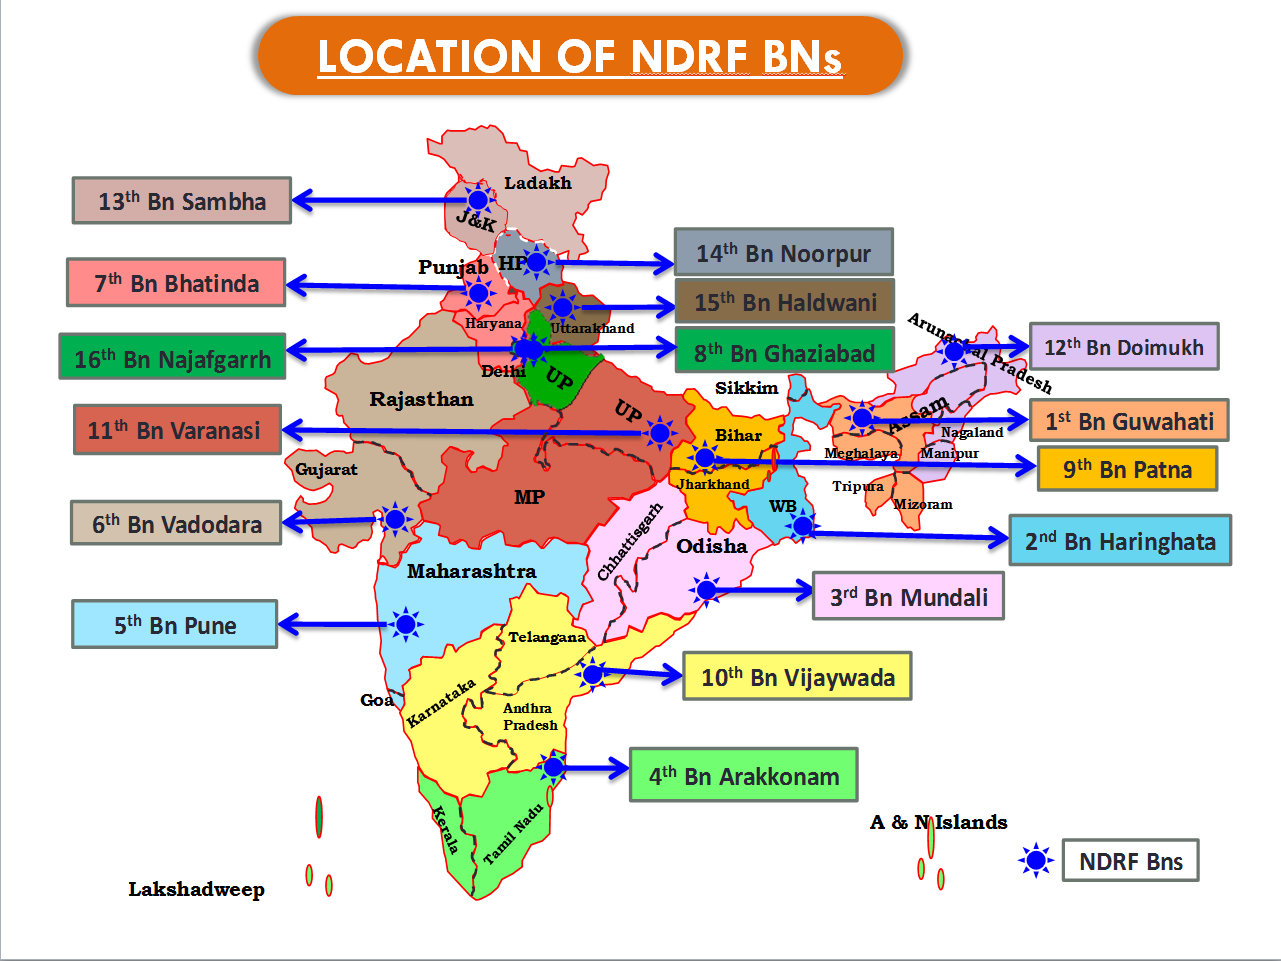 LOCATION OF NDRF BNs
Ladakh
13th Bn Sambha
J&K
14th Bn Noorpur
HP
Punjab
7th Bn Bhatinda
15th Bn Haldwani
Haryana
Uttarakhand
Arunachal Pradesh
12th Bn Doimukh
16th Bn Najafgarrh
8th Bn Ghaziabad
Delhi
UP
Sikkim
Rajasthan
UP
Assam
1st Bn Guwahati
11th Bn Varanasi
Bihar
Nagaland
Meghalaya
Manipur
9th Bn Patna
Gujarat
Jharkhand
Tripura
MP
WB
Mizoram
6th Bn Vadodara
Chhattisgarh
Odisha
2nd Bn Haringhata
Maharashtra
3rd Bn Mundali
5th Bn Pune
Telangana
10th Bn Vijaywada
Goa
Karnataka
Andhra
Pradesh
4th Bn Arakkonam
Kerala
Tamil Nadu
A & N Islands
NDRF Bns
Lakshadweep